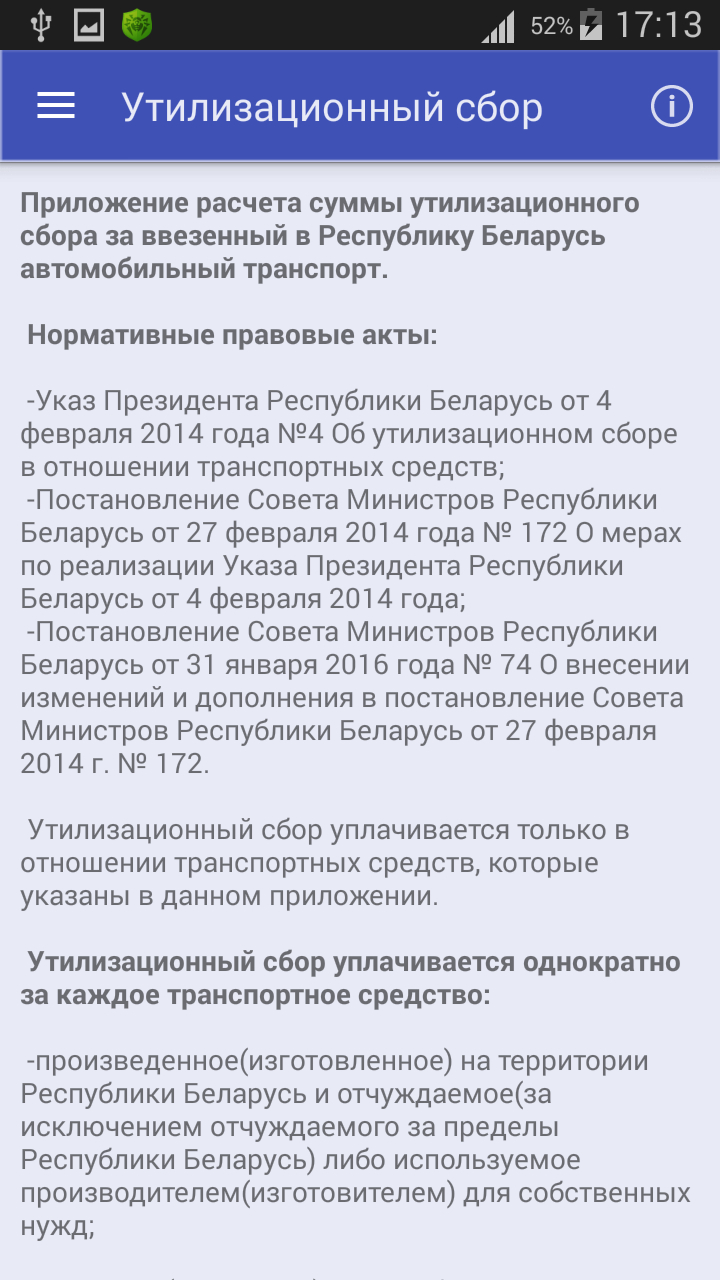 52% 17:13
Утилизационный сбор
Приложение расчета суммы утилизационного
сбора за ввезенный в Республику Беларусь
автомобильный транспорт.
Нормативные правовые акты:
-Указ Президента Республики Беларусь от 4
февраля 2014 года №4 Об утилизационном сборе
в отношении транспортных средств;
-Постановление Совета Министров Республики
Беларусь от 27 февраля 2014 года № 172 О мерах
по реализации Указа Президента Республики
Беларусь от 4 февраля 2014 года;
-Постановление Совета Министров Республики
Беларусь от 31 января 2016 года № 74 О внесении
изменений и дополнения в постановление Совета
Министров Республики Беларусь от 27 февраля
2014 г. № 172.
Утилизационный сбор уплачивается только в
отношении транспортных средств, которые
указаны в данном приложении.
Утилизационный сбор уплачивается однократно
за каждое транспортное средство:
-произведенное(изготовленное) на территории
Республики Беларусь и отчуждаемое(за
исключением отчуждаемого за пределы
Республики Беларусь) либо используемое
производителем(изготовителем) для собственных
нужд;